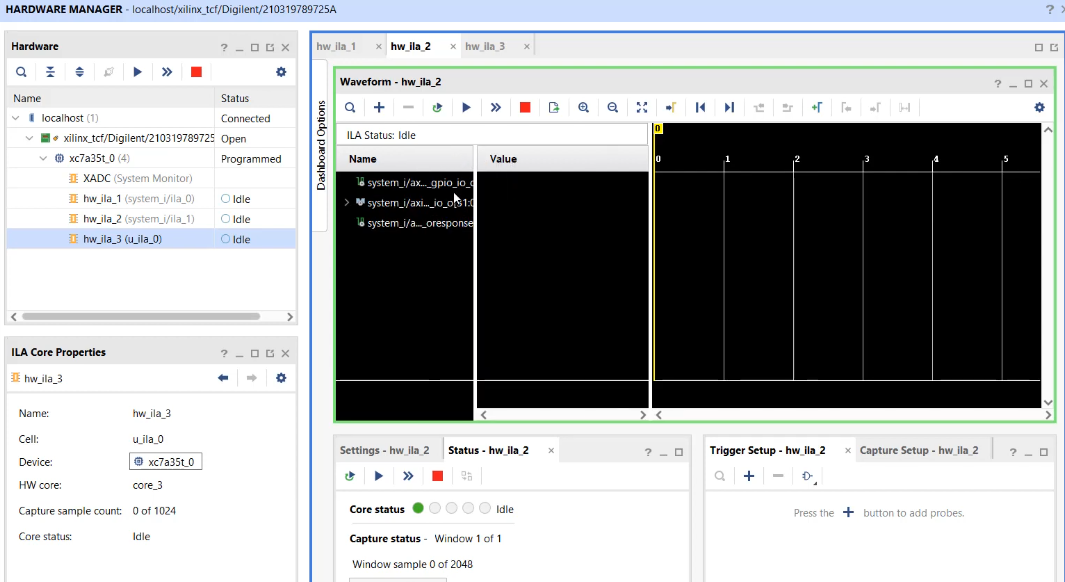 HARDWARE MANAGER - localhost/xilinx_tcf/Digilent/210319789725A
Hardware
Name Status
localhost (1) Connected
xilinx_tcf/Digilent/210319789725 Open
xc7a35t_0 (4) Programmed
XADC (System Monitor)
hw_ila_1 (system_i/ila_0) Idle
hw_ila_2 (system_i/ila_1) Idle
hw_ila_3 (u_ila_0) Idle
ILA Core Properties
hw_ila_3
Name: hw_ila_3
Cell: u_ila_0
Device: xc7a35t_0
HW core: core_3
Capture sample count: 0 of 1024
Core status: Idle
hw_ila_1 hw_ila_2 hw_ila_3
Dashboard Options
Waveform - hw_ila_2
ILA Status: Idle
Name Value
system_i/ax..._gpio_io_
system_i/axi..._io_o_s1:0
system_i/a..._oresponse
0
0 1 2 3 4 5
Settings - hw_ila_2 Status - hw_ila_2
Core status Idle
Capture status - Window 1 of 1
Window sample 0 of 2048
Trigger Setup - hw_ila_2 Capture Setup - hw_ila_2
Press the + button to add probes.